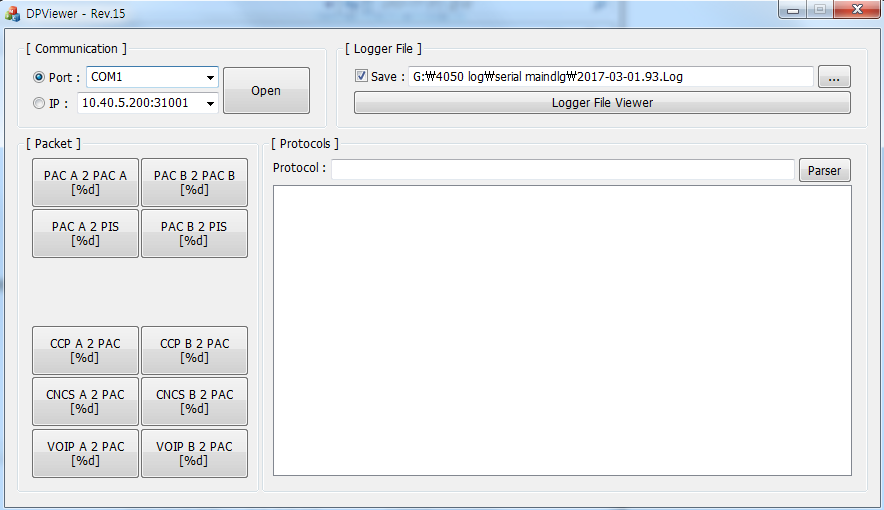 DPViewer - Rev.15
[ Communication ]
Port : COM1
IP : 10.40.5.200:31001
Open
[ Logger File ]
Save : G:₩4050 log₩serial maindlg₩2017-03-01.93.Log
...
Logger File Viewer
[ Packet ]
PAC A 2 PAC A
[%d]
PAC B 2 PAC B
[%d]
PAC A 2 PIS
[%d]
PAC B 2 PIS
[%d]
CCP A 2 PAC
[%d]
CCP B 2 PAC
[%d]
CNCS A 2 PAC
[%d]
CNCS B 2 PAC
[%d]
VOIP A 2 PAC
[%d]
VOIP B 2 PAC
[%d]
[ Protocols ]
Protocol :
Parser